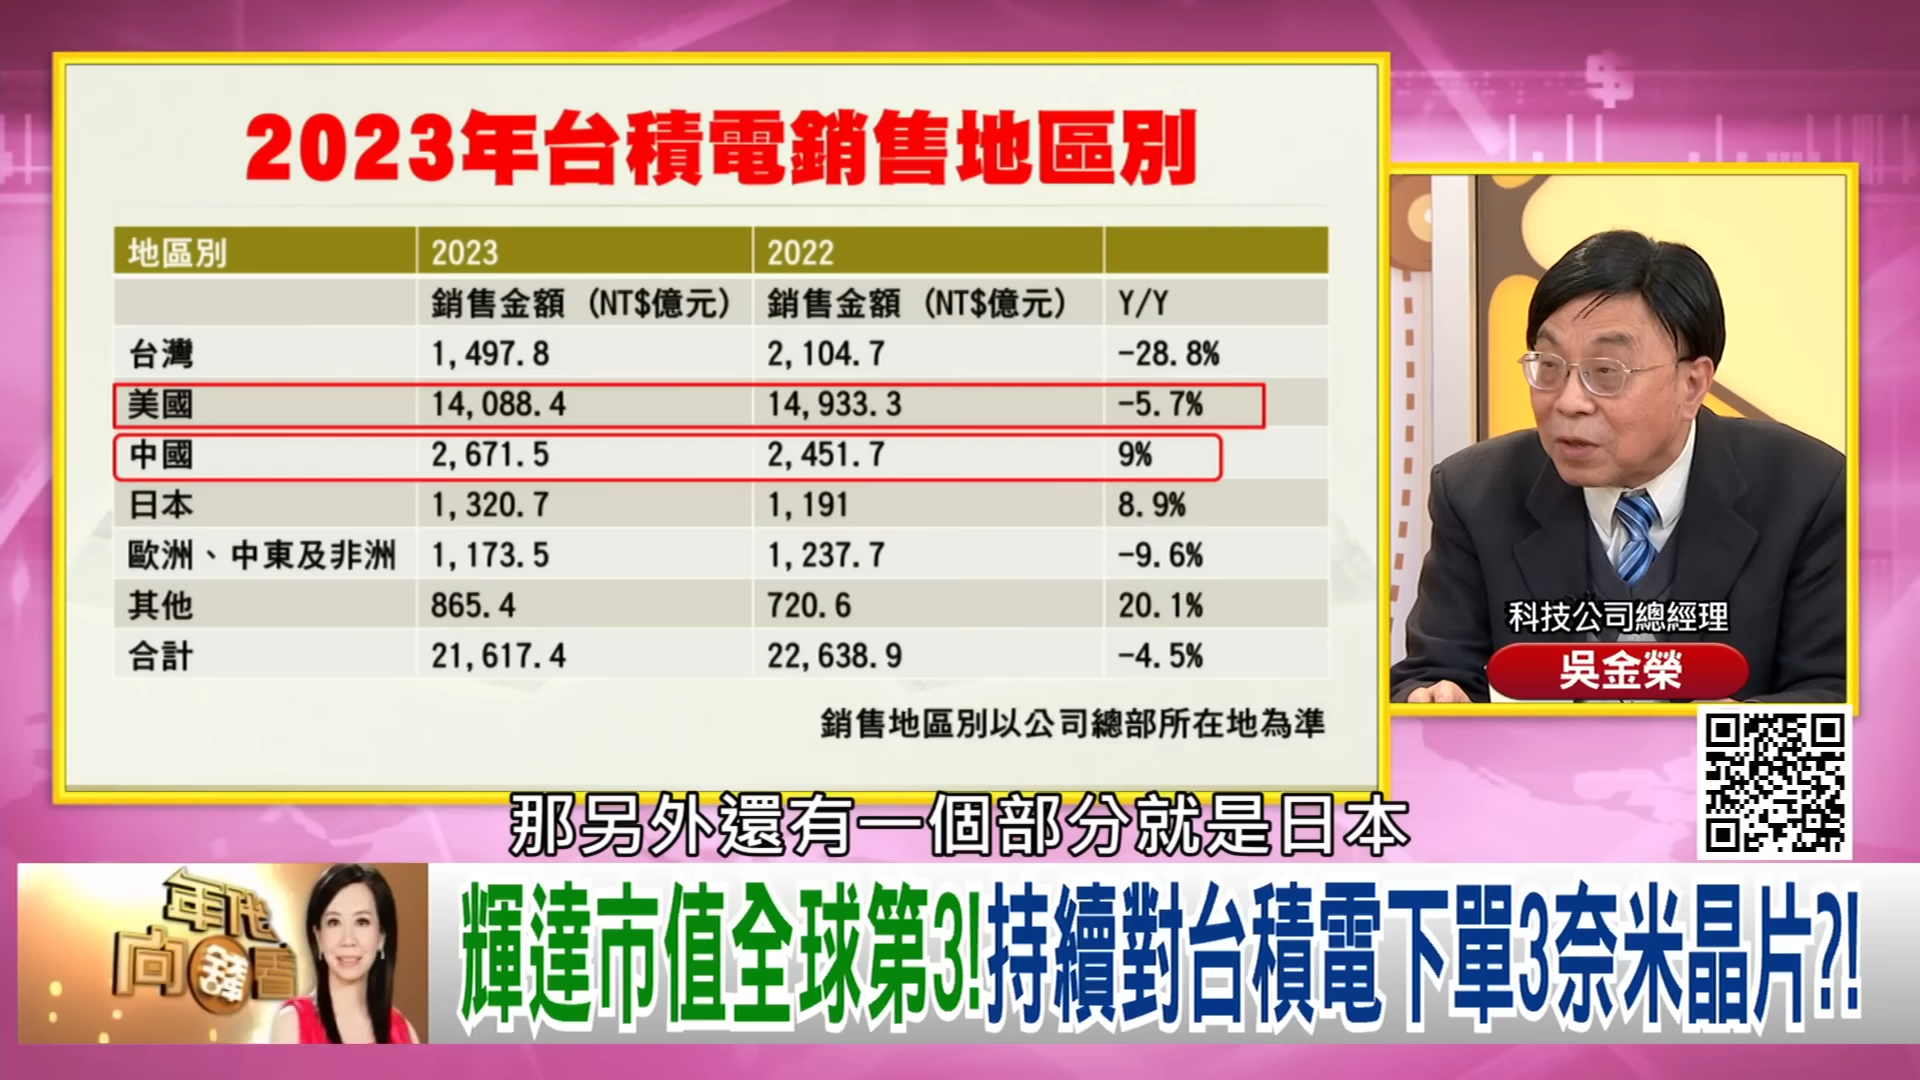 2023年台積電銷售地區別
地區別 2023 2022
銷售金額 (NT$億元) 銷售金額 (NT$億元) Y/Y
台灣 1,497.8 2,104.7 -28.8%
美國 14,088.4 14,933.3 -5.7%
中國 2,671.5 2,451.7 9%
日本 1,320.7 1,191 8.9%
歐洲、中東及非洲 1,173.5 1,237.7 -9.6%
其他 865.4 720.6 20.1%
合計 21,617.4 22,638.9 -4.5%
銷售地區別以公司總部所在地為準
科技公司總經理
吳金榮
那另外還有一個部分就是日本
年代
向錢看
輝達市值全球第3!持續對台積電下單3奈米晶片?!